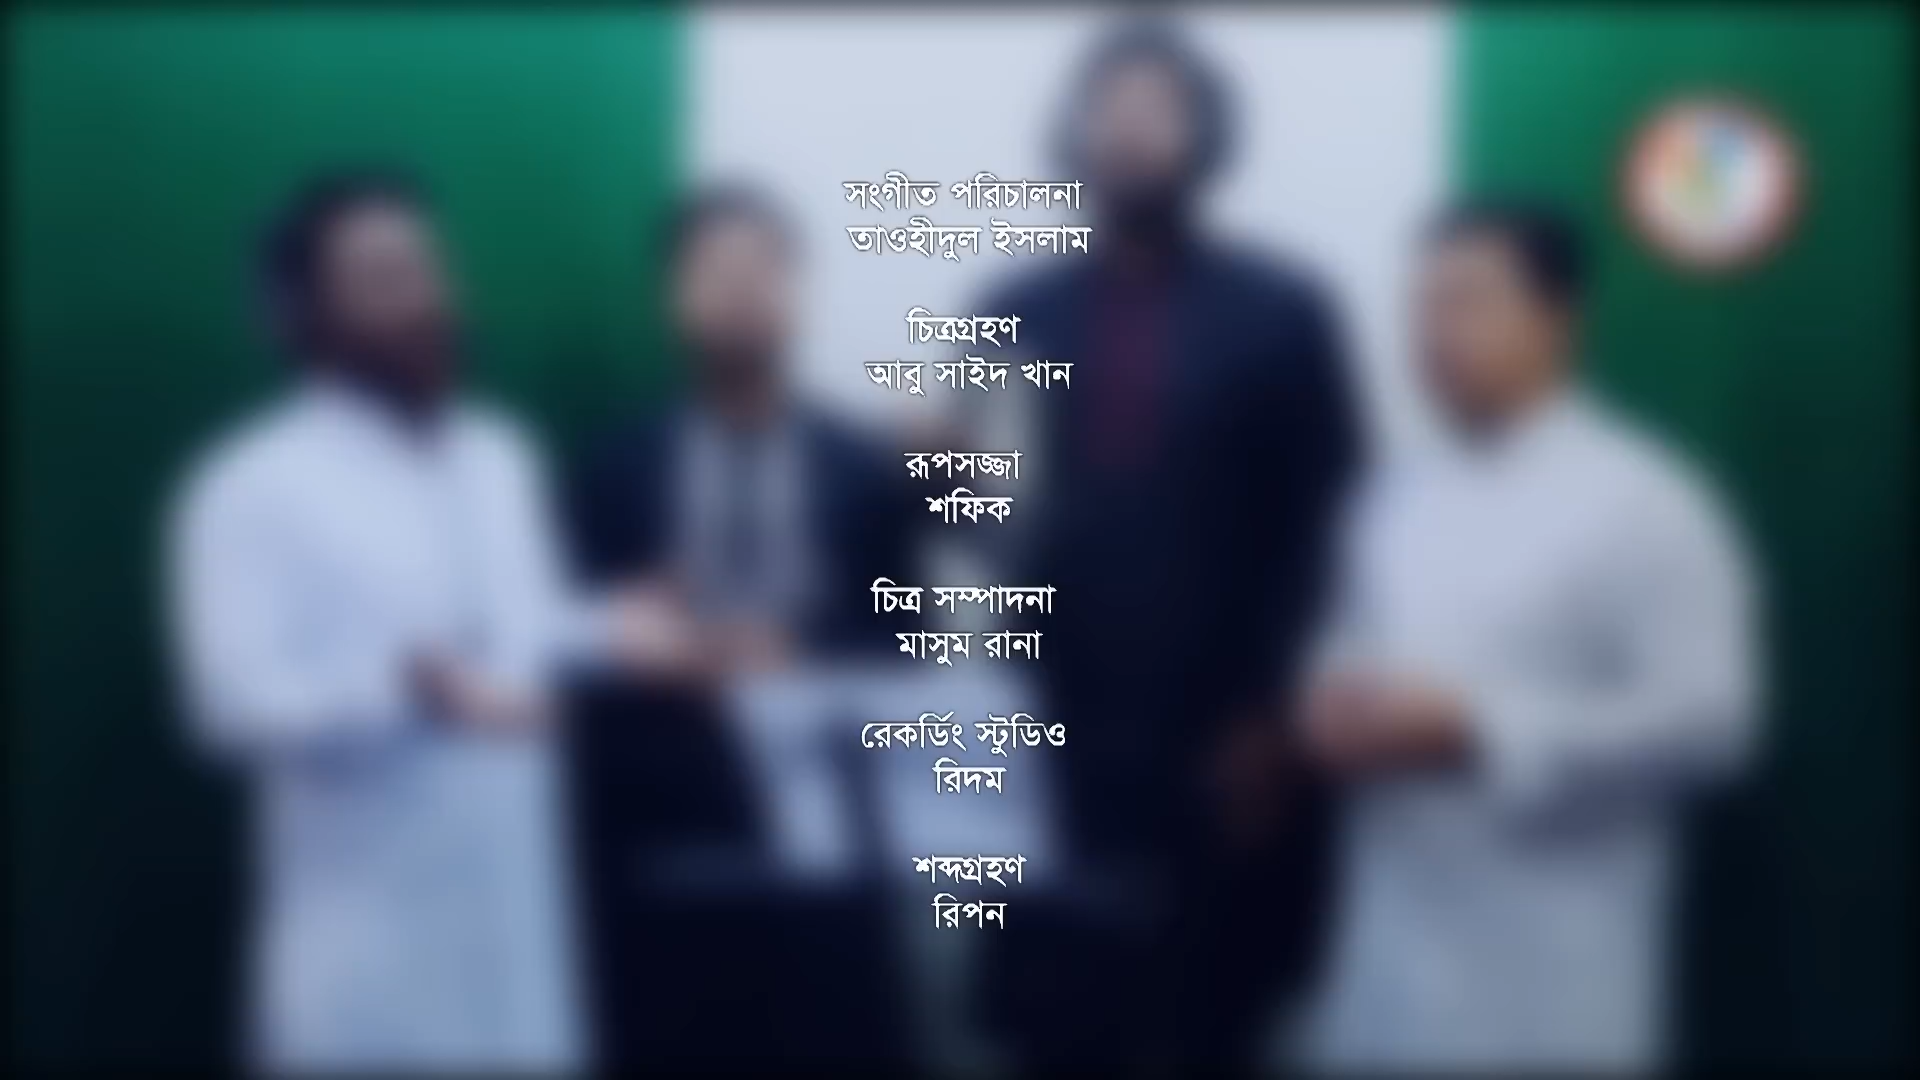 সংগীত পরিচালনা
তাওহীদুল ইসলাম
চিত্রগ্রহণ
আবু সাইদ খান
রূপসজ্জা
শফিক
চিত্র সম্পাদনা
মাসুম রানা
রেকর্ডিং স্টুডিও
রিদম
শব্দগ্রহণ
রিপন